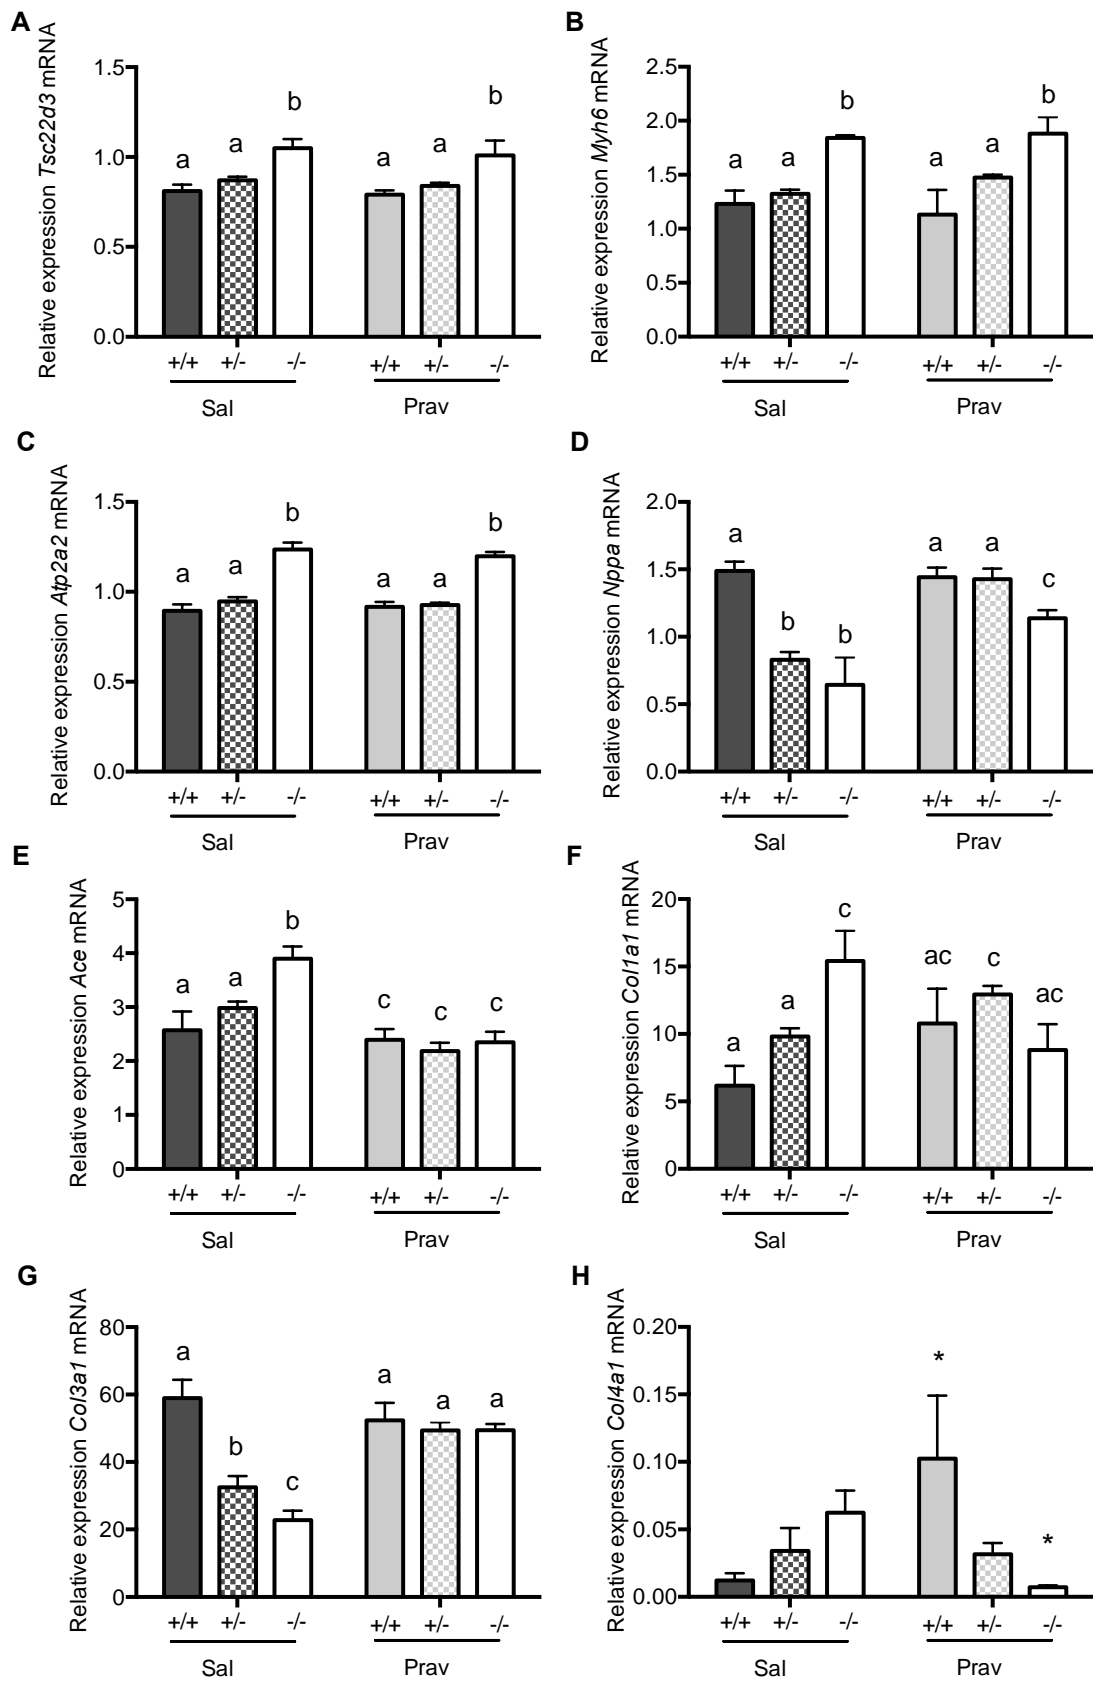 A
Relative expression Tsc22d3 mRNA
1.5
1.0
0.5
0.0
a
a
b
a
a
b
+/+ +/- -/- +/+ +/- -/-
Sal Prav
B
Relative expression Myh6 mRNA
2.5
2.0
1.5
1.0
0.5
0.0
a
a
b
a
a
b
+/+ +/- -/- +/+ +/- -/-
Sal Prav
C
Relative expression Atp2a2 mRNA
1.5
1.0
0.5
0.0
a
a
b
a
a
b
+/+ +/- -/- +/+ +/- -/-
Sal Prav
D
Relative expression Nppa mRNA
2.0
1.5
1.0
0.5
0.0
a
b
b
a
a
c
+/+ +/- -/- +/+ +/- -/-
Sal Prav
E
Relative expression Ace mRNA
5
4
3
2
1
0
a
a
b
c
c
c
+/+ +/- -/- +/+ +/- -/-
Sal Prav
F
Relative expression Col1a1 mRNA
20
15
10
5
0
a
a
c
ac
c
ac
+/+ +/- -/- +/+ +/- -/-
Sal Prav
G
Relative expression Col3a1 mRNA
80
60
40
20
0
a
b
c
a
a
a
+/+ +/- -/- +/+ +/- -/-
Sal Prav
H
Relative expression Col4a1 mRNA
0.20
0.15
0.10
0.05
0.00
*
*
+/+ +/- -/- +/+ +/- -/-
Sal Prav